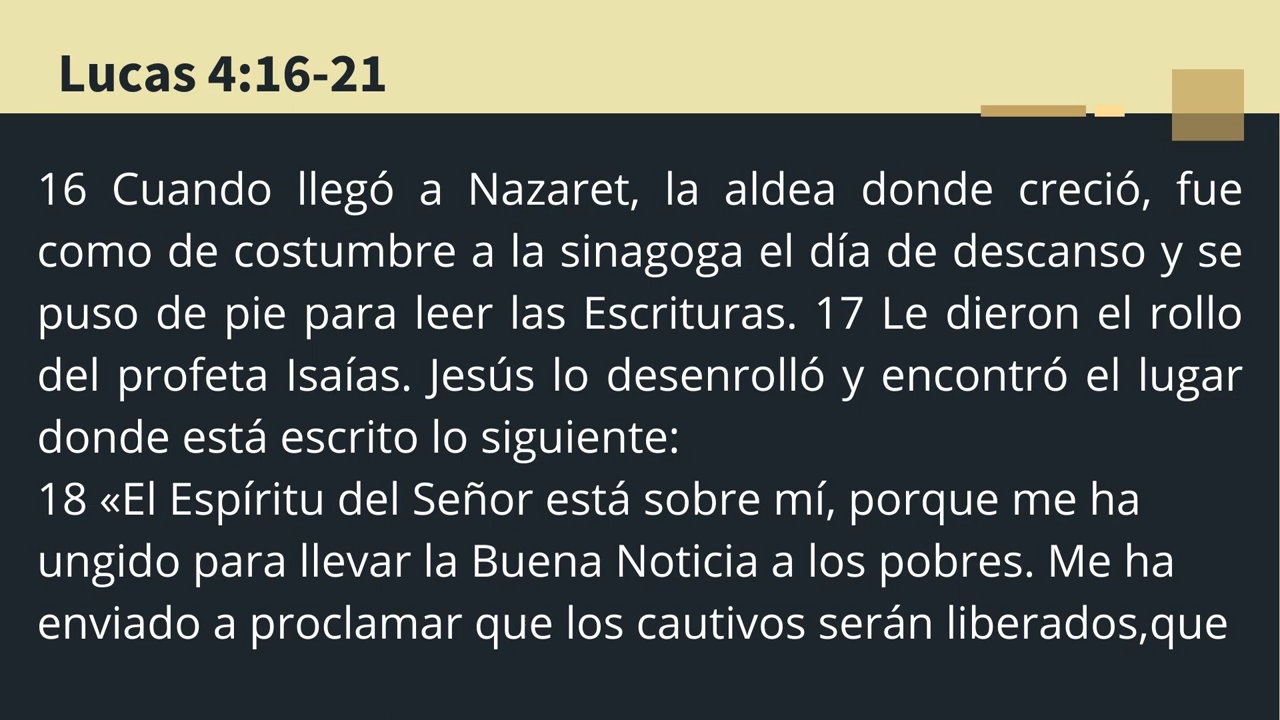 Lucas 4:16-21
16 Cuando llegó a Nazaret, la aldea donde creció, fue
como de costumbre a la sinagoga el día de descanso y se
puso de pie para leer las Escrituras. 17 Le dieron el rollo
del profeta Isaías. Jesús lo desenrolló y encontró el lugar
donde está escrito lo siguiente:
18 «El Espíritu del Señor está sobre mí, porque me ha
ungido para llevar la Buena Noticia a los pobres. Me ha
enviado a proclamar que los cautivos serán liberados,que